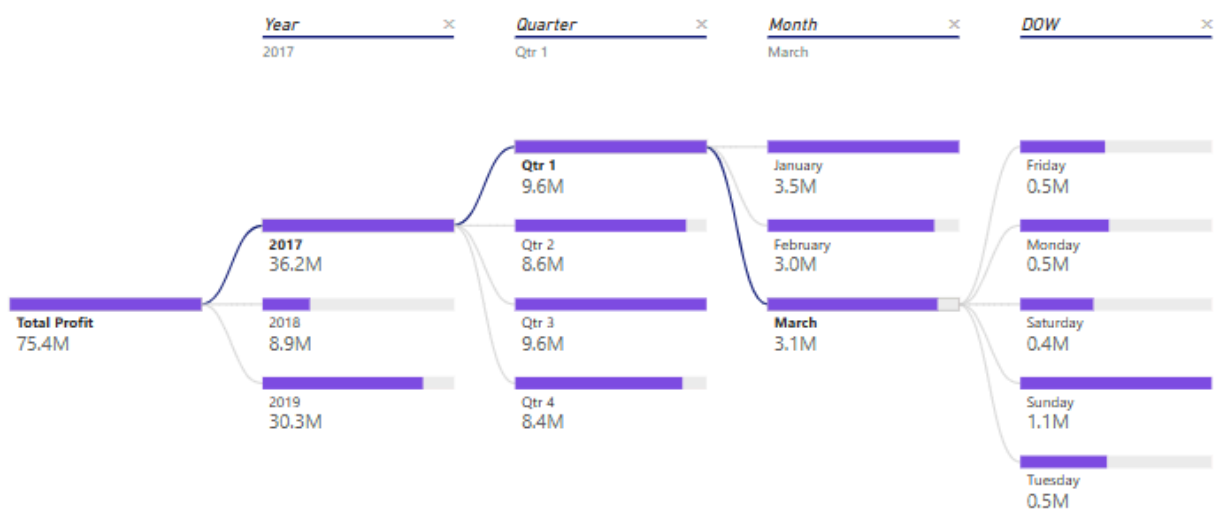 Year × Quarter × Month × DOW ×
2017 Qtr 1 March
Total Profit
75.4M
2017
36.2M
2018
8.9M
2019
30.3M
Qtr 1
9.6M
Qtr 2
8.6M
Qtr 3
9.6M
Qtr 4
8.4M
January
3.5M
February
3.0M
March
3.1M
Friday
0.5M
Monday
0.5M
Saturday
0.4M
Sunday
1.1M
Tuesday
0.5M